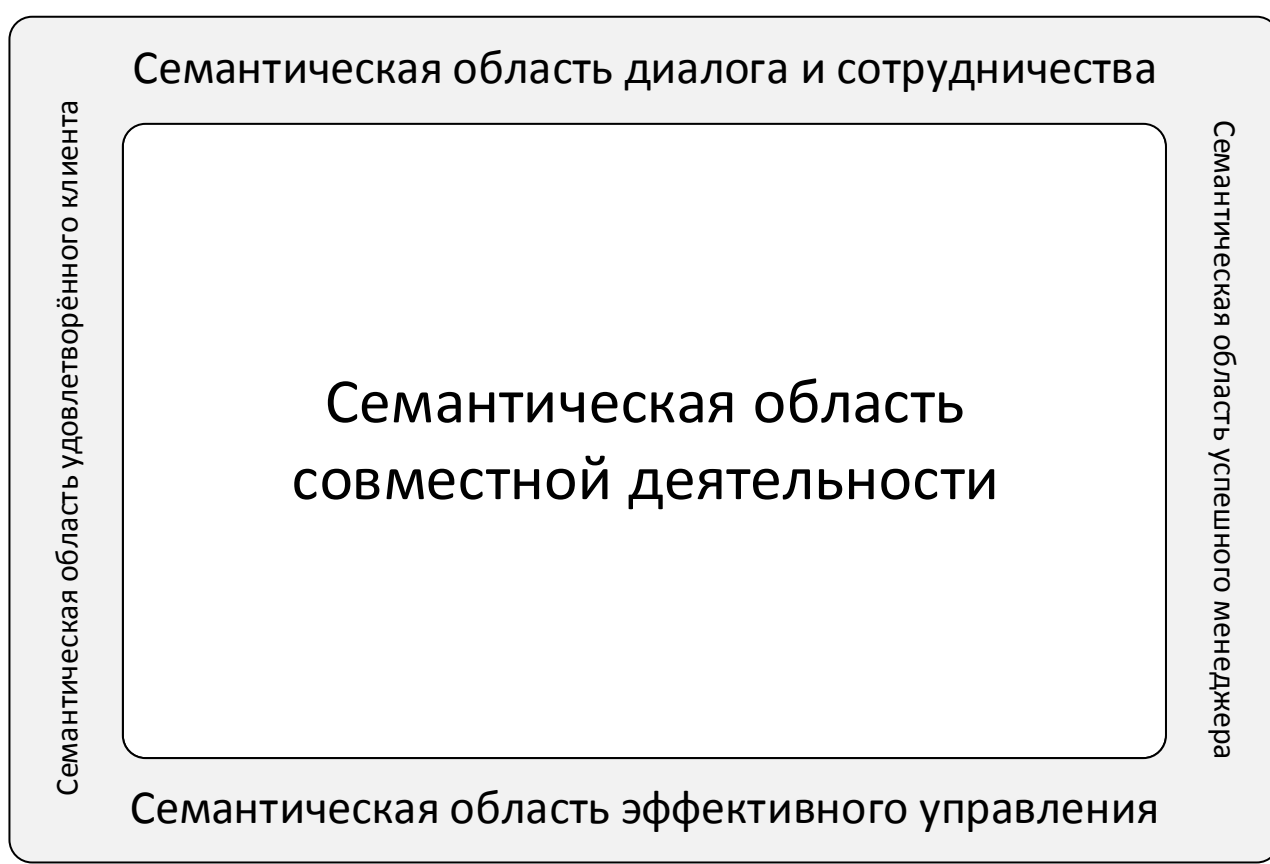 Семантическая область диалога и сотрудничества
Семантическая область удовлетворённого клиента
Семантическая область
совместной деятельности
Семантическая область успешного менеджера
Семантическая область эффективного управления